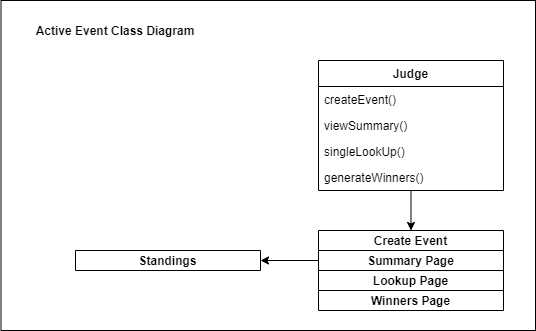 Active Event Class Diagram
Judge
createEvent()
viewSummary()
singleLookUp()
generateWinners()
Create Event
Standings
Summary Page
Lookup Page
Winners Page